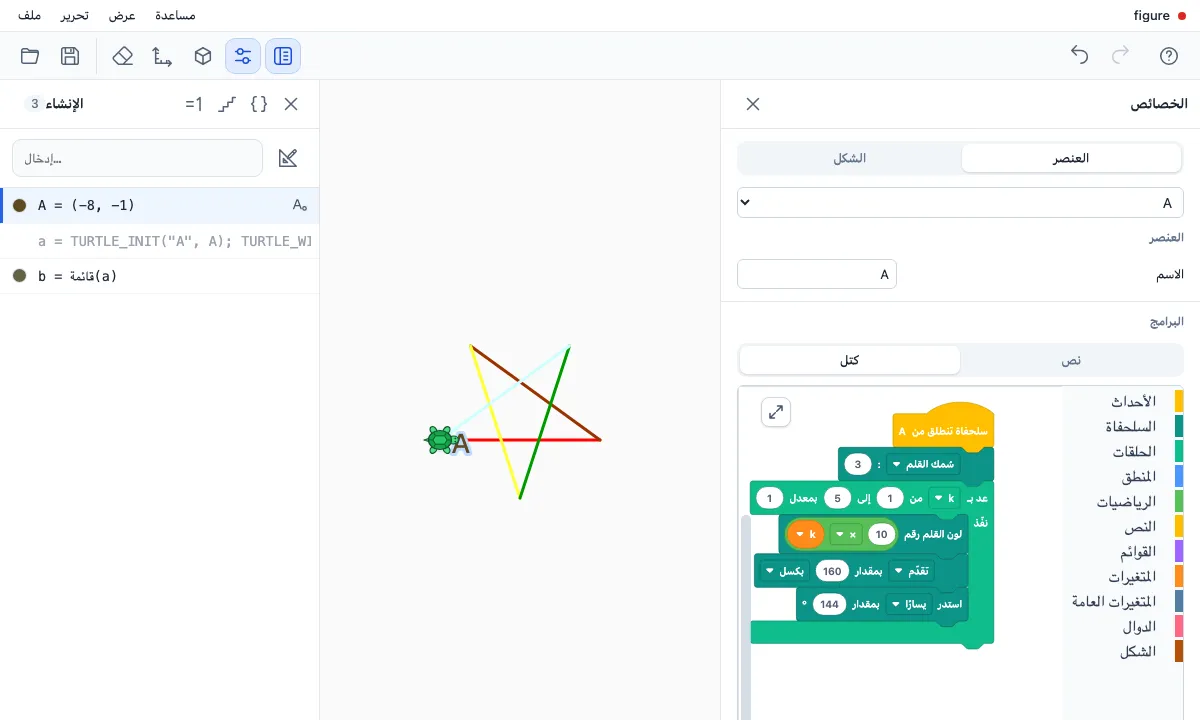 ملف
تحرير
عرض
مساعدة
figure
الإنشاء 3
=1
{}
إدخال...
A = (-8, -1)
a = TURTLE_INIT("A", A); TURTLE_WI
b = قائمة(a)
A
الخصائص
العنصر
الشكل
A
العنصر
الاسم
A
البرامج
نص
كتل
الأحداث
السلحفاة
الحلقات
المنطق
الرياضيات
النص
القوائم
المتغيرات
المتغيرات العامة
الدوال
الشكل
سلحفاة تنطلق من A
سُمك القلم : 3
عد بـ k من 1 إلى 5 بمعدل 1
نفّذ
لون القلم رقم 10 × k
تقدّم بمقدار 160 بكسل
استدر يسارًا بمقدار 144 °